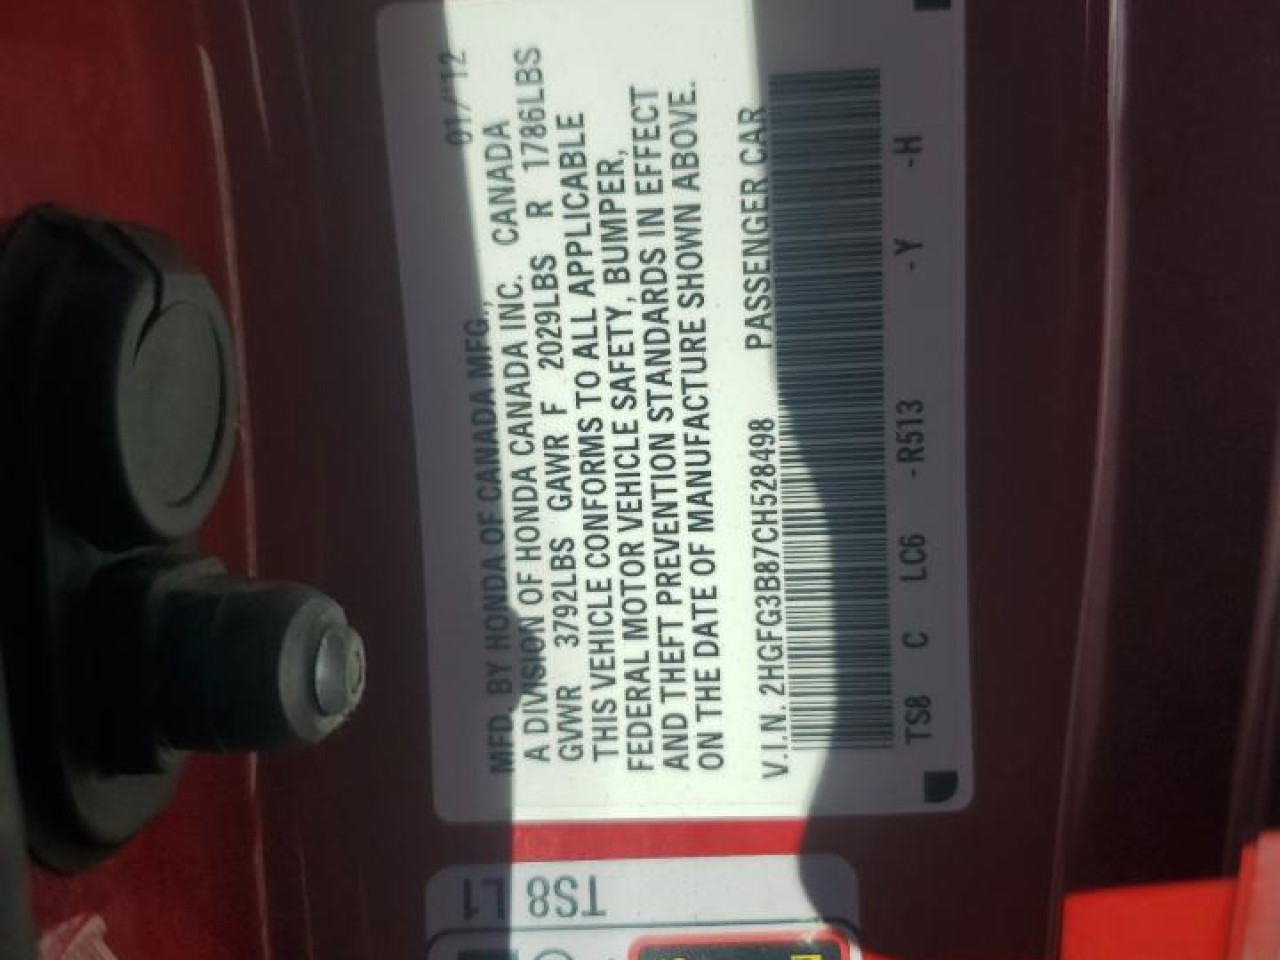 MFD. BY HONDA OF CANADA MFG., 01/12
A DIVISION OF HONDA CANADA INC. CANADA
GVWR 3792LBS GAWR F 2029LBS R 1786LBS
THIS VEHICLE CONFORMS TO ALL APPLICABLE
FEDERAL MOTOR VEHICLE SAFETY, BUMPER,
AND THEFT PREVENTION STANDARDS IN EFFECT
ON THE DATE OF MANUFACTURE SHOWN ABOVE.
V.I.N. 2HGFG3B87CH528498 PASSENGER CAR
TS8 C LC6 -R513 -Y -H
TS8 L1